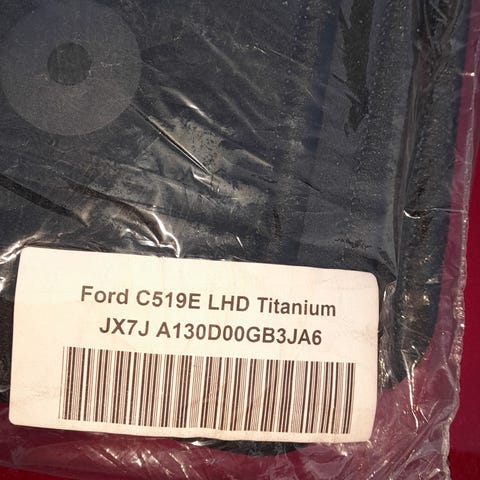 Ford C519E LHD Titanium
JX7J A130D00GB3JA6